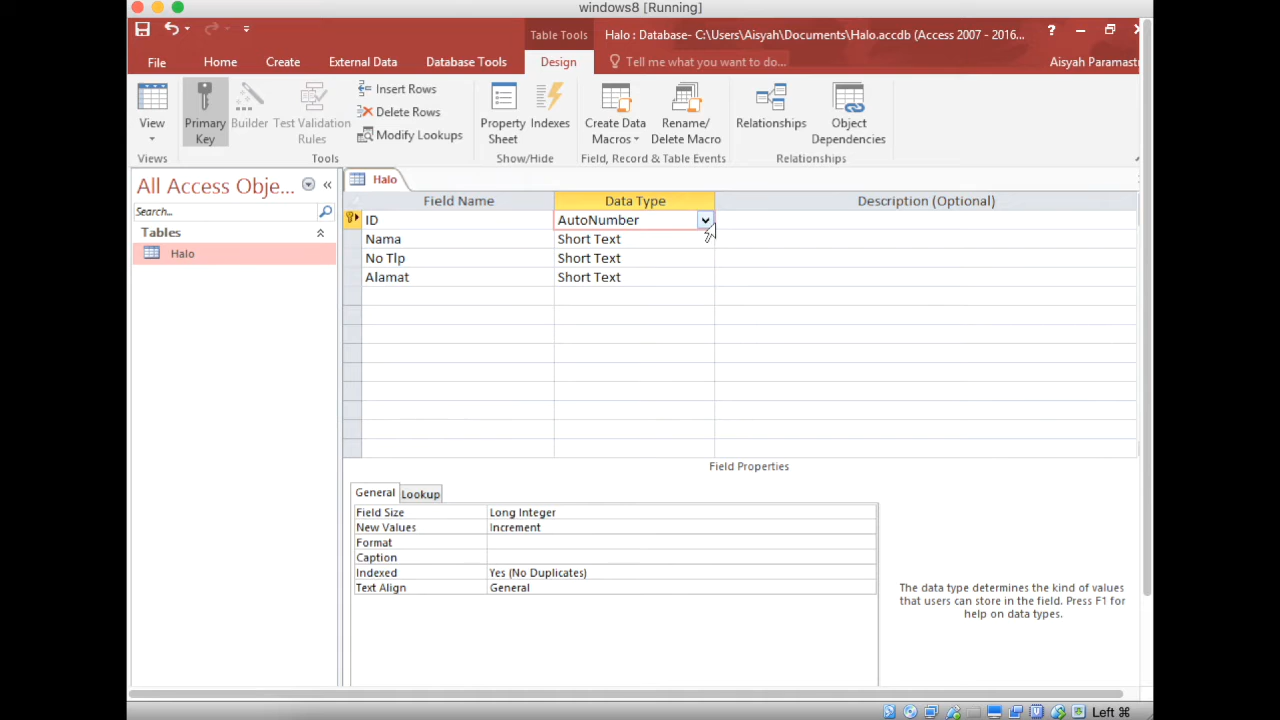 windows8 [Running]
Table Tools
Halo : Database- C:\Users\Aisyah\Documents\Halo.accdb (Access 2007 - 2016...
?
File Home Create External Data Database Tools Design Tell me what you want to do... Aisyah Paramastr
View
Primary Key
Builder
Test Validation Rules
Insert Rows
Delete Rows
Modify Lookups
Property Sheet
Indexes
Create Data Macros
Rename/ Delete Macro
Relationships
Object Dependencies
Views Tools Show/Hide Field, Record & Table Events Relationships
All Access Obje...
Search...
Tables
Halo
Halo
Field Name Data Type Description (Optional)
ID AutoNumber
Nama Short Text
No Tlp Short Text
Alamat Short Text
Field Properties
General Lookup
Field Size Long Integer
New Values Increment
Format
Caption
Indexed Yes (No Duplicates)
Text Align General
The data type determines the kind of values
that users can store in the field. Press F1 for
help on data types.
Left ⌘